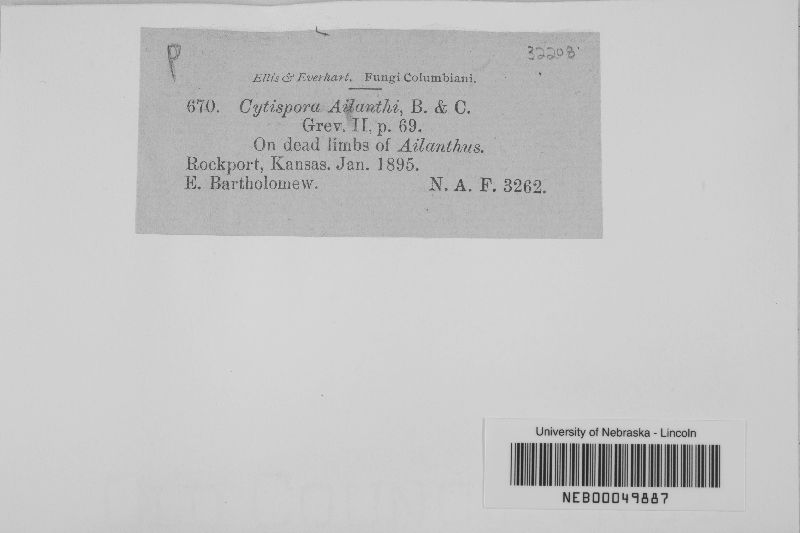 P
32208
Ellis & Everhart. Fungi Columbiani.
670. Cytispora Ailanthi, B. & C.
Grev. II, p. 69.
On dead limbs of Ailanthus.
Rockport, Kansas. Jan. 1895.
E. Bartholomew. N. A. F. 3262.
University of Nebraska - Lincoln
NEB00049887